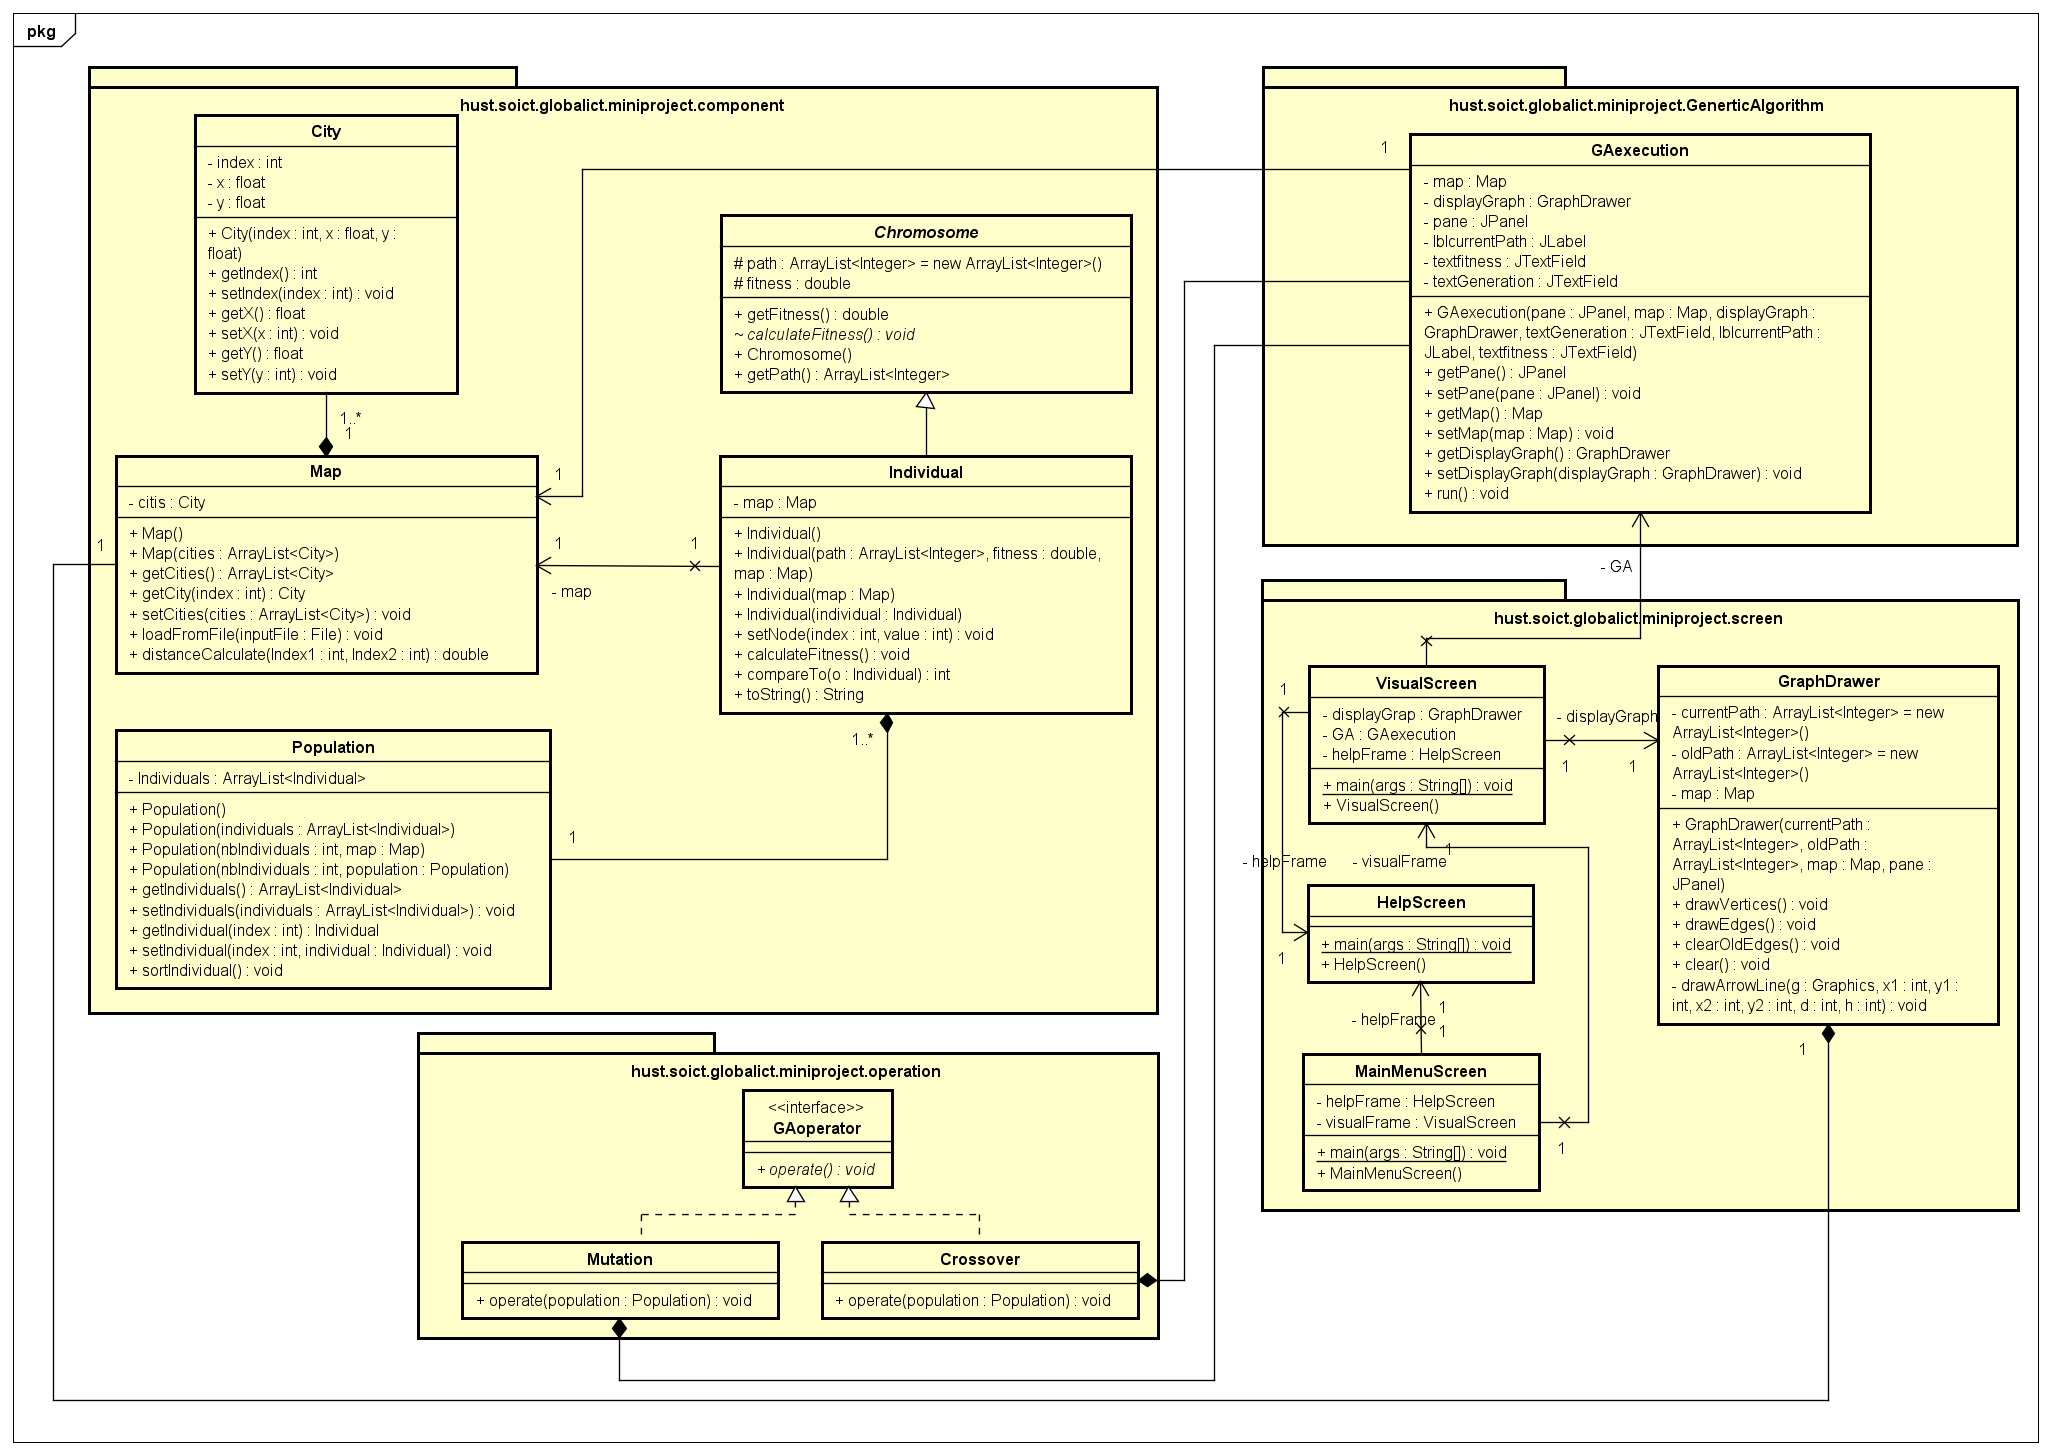 pkg
hust.soict.globalict.miniproject.component
City
- index : int
- x : float
- y : float
+ City(index : int, x : float, y :
float)
+ getIndex() : int
+ setIndex(index : int) : void
+ getX() : float
+ setX(x : int) : void
+ getY() : float
+ setY(y : int) : void
1..*
1
Chromosome
# path : ArrayList<Integer> = new ArrayList<Integer>()
# fitness : double
+ getFitness() : double
~ calculateFitness() : void
+ Chromosome()
+ getPath() : ArrayList<Integer>
Map
- citis : City
+ Map()
+ Map(cities : ArrayList<City>)
+ getCities() : ArrayList<City>
+ getCity(index : int) : City
+ setCities(cities : ArrayList<City>) : void
+ loadFromFile(inputFile : File) : void
+ distanceCalculate(Index1 : int, Index2 : int) : double
1
1
1
1
- map
Individual
- map : Map
+ Individual()
+ Individual(path : ArrayList<Integer>, fitness : double,
map : Map)
+ Individual(map : Map)
+ Individual(individual : Individual)
+ setNode(index : int, value : int) : void
+ calculateFitness() : void
+ compareTo(o : Individual) : int
+ toString() : String
1..*
1
Population
- Individuals : ArrayList<Individual>
+ Population()
+ Population(individuals : ArrayList<Individual>)
+ Population(nbIndividuals : int, map : Map)
+ Population(nbIndividuals : int, population : Population)
+ getIndividuals() : ArrayList<Individual>
+ setIndividuals(individuals : ArrayList<Individual>) : void
+ getIndividual(index : int) : Individual
+ setIndividual(index : int, individual : Individual) : void
+ sortIndividual() : void
hust.soict.globalict.miniproject.GenerticAlgorithm
1
GAexecution
- map : Map
- displayGraph : GraphDrawer
- pane : JPanel
- lblcurrentPath : JLabel
- textfitness : JTextField
- textGeneration : JTextField
+ GAexecution(pane : JPanel, map : Map, displayGraph :
GraphDrawer, textGeneration : JTextField, lblcurrentPath :
JLabel, textfitness : JTextField)
+ getPane() : JPanel
+ setPane(pane : JPanel) : void
+ getMap() : Map
+ setMap(map : Map) : void
+ getDisplayGraph() : GraphDrawer
+ setDisplayGraph(displayGraph : GraphDrawer) : void
+ run() : void
- GA
hust.soict.globalict.miniproject.screen
VisualScreen
- displayGrap : GraphDrawer
- GA : GAexecution
- helpFrame : HelpScreen
+ main(args : String[]) : void
+ VisualScreen()
1
- displayGraph
1
1
1
- helpFrame
- visualFrame
GraphDrawer
- currentPath : ArrayList<Integer> = new
ArrayList<Integer>()
- oldPath : ArrayList<Integer> = new
ArrayList<Integer>()
- map : Map
+ GraphDrawer(currentPath :
ArrayList<Integer>, oldPath :
ArrayList<Integer>, map : Map, pane :
JPanel)
+ drawVertices() : void
+ drawEdges() : void
+ clearOldEdges() : void
+ clear() : void
- drawArrowLine(g : Graphics, x1 : int, y1 :
int, x2 : int, y2 : int, d : int, h : int) : void
1
HelpScreen
+ main(args : String[]) : void
+ HelpScreen()
1
1
- helpFrame
1
MainMenuScreen
- helpFrame : HelpScreen
- visualFrame : VisualScreen
+ main(args : String[]) : void
+ MainMenuScreen()
1
hust.soict.globalict.miniproject.operation
<<interface>>
GAoperator
+ operate() : void
Mutation
+ operate(population : Population) : void
Crossover
+ operate(population : Population) : void